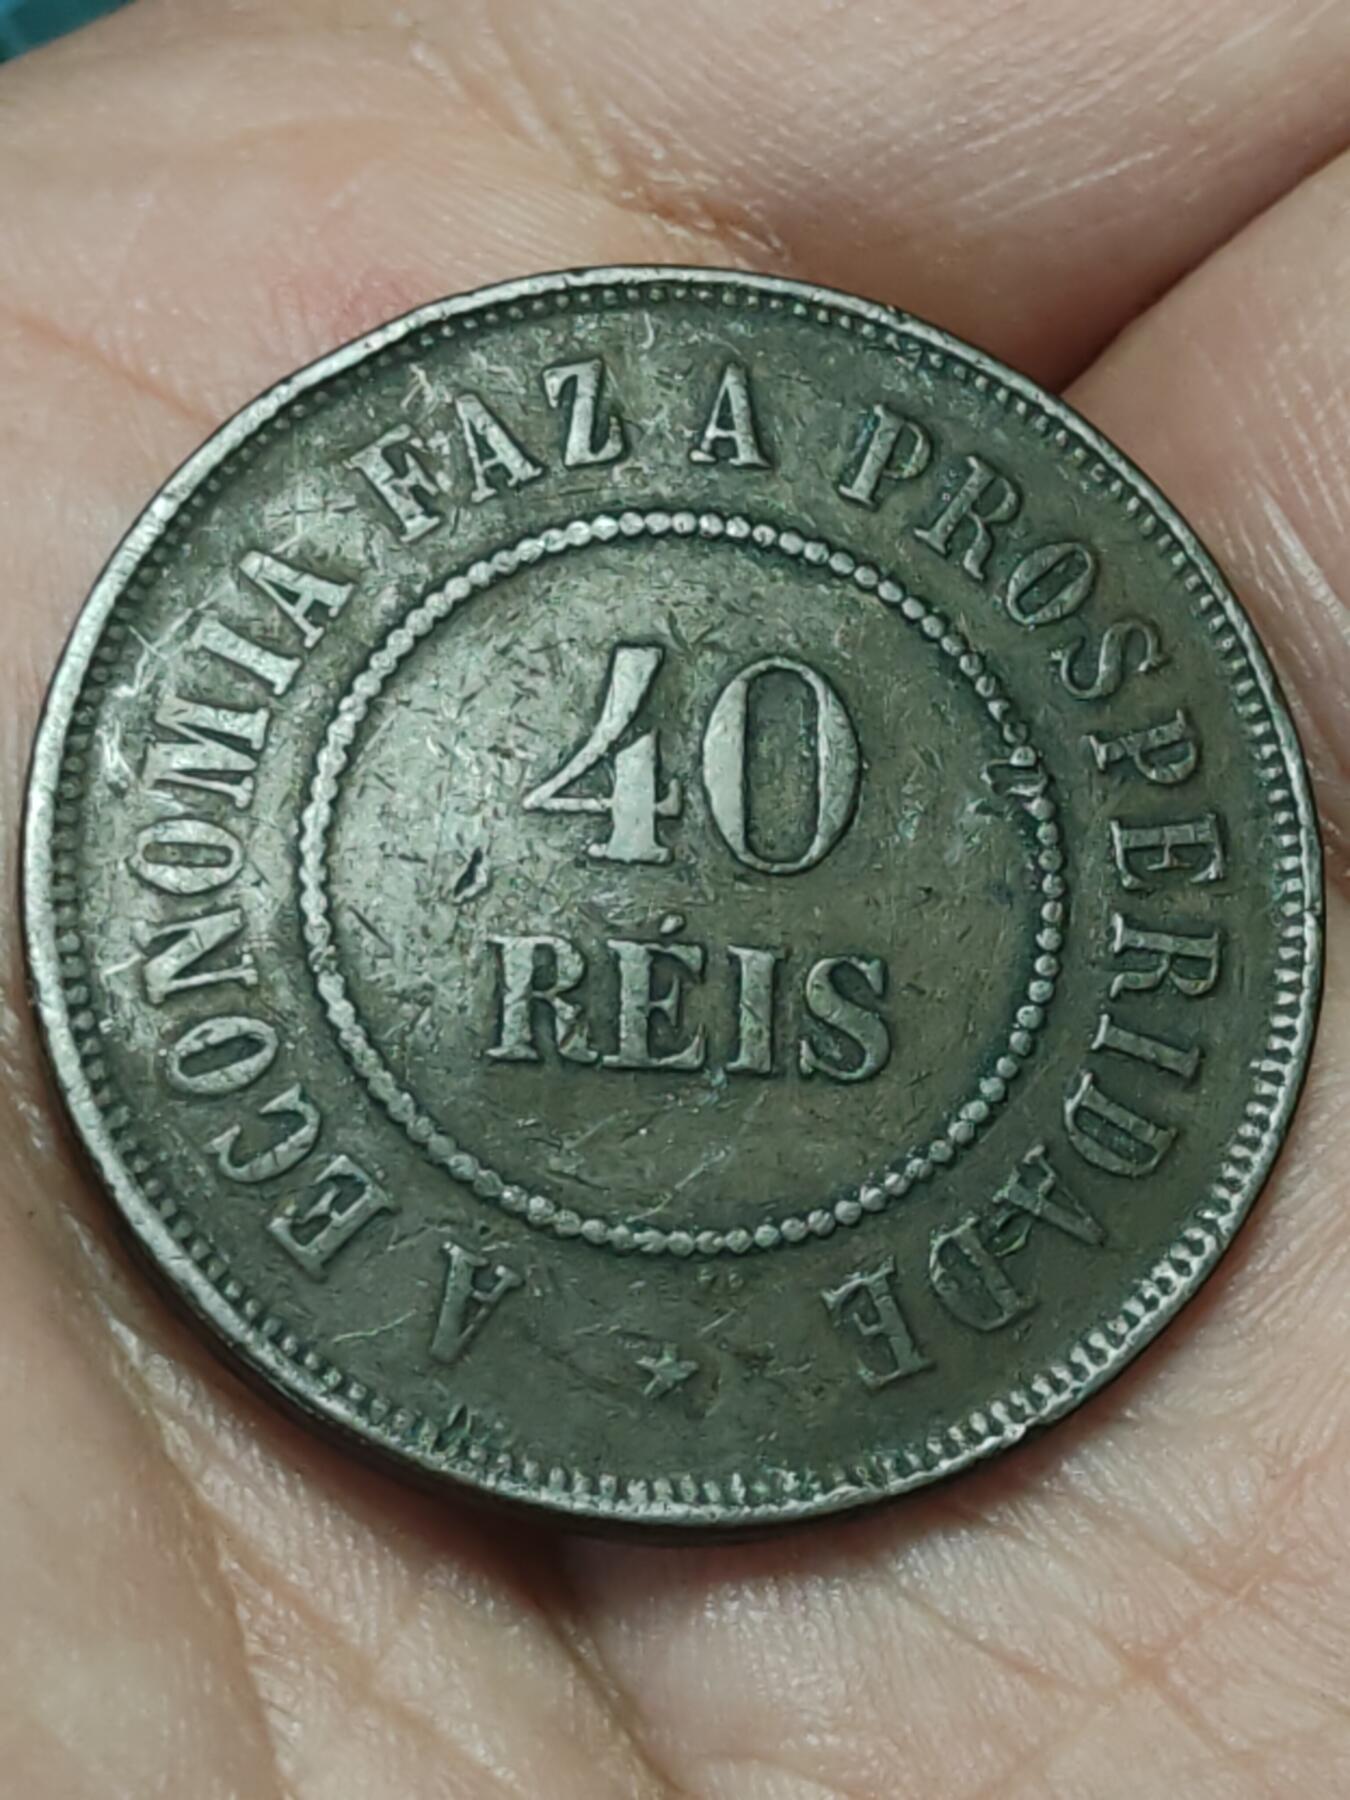 A ECONOMIA FAZ A PROSPERIDADE
40
RÉIS